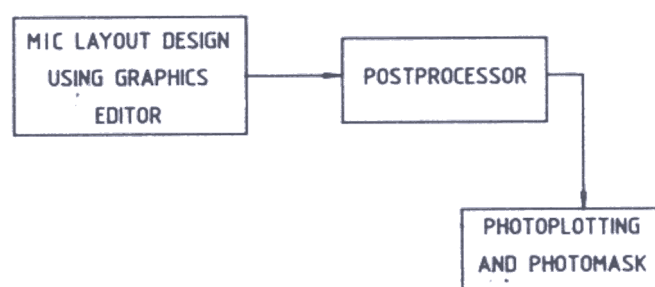 MIC LAYOUT DESIGN
USING GRAPHICS
EDITOR
POSTPROCESSOR
PHOTOPLOTTING
AND PHOTOMASK